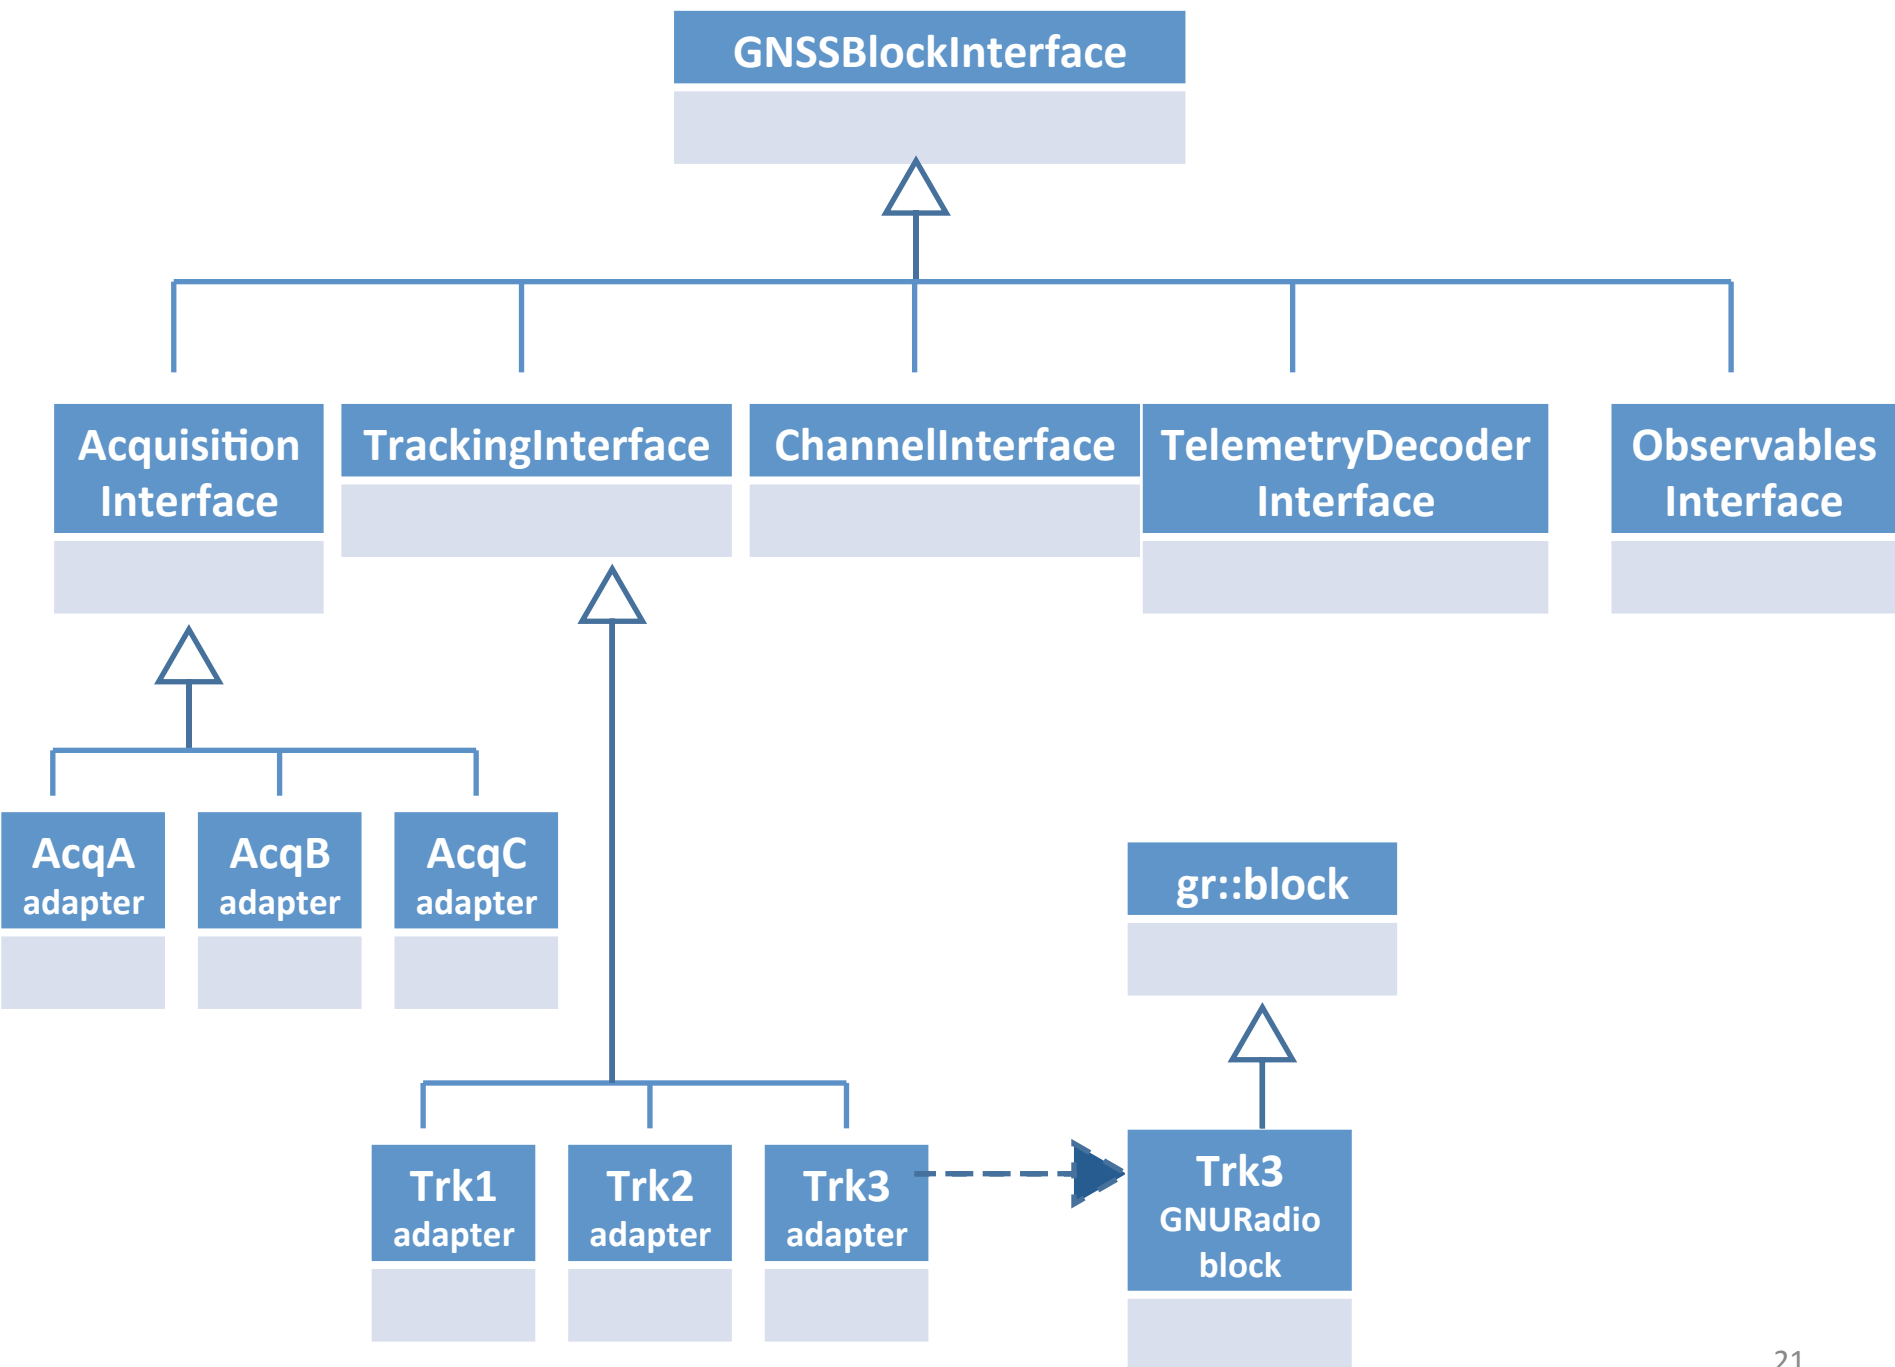 GNSSBlockInterface
Acquisition
Interface
TrackingInterface
ChannelInterface
TelemetryDecoder
Interface
Observables
Interface
AcqA
adapter
AcqB
adapter
AcqC
adapter
gr::block
Trk1
adapter
Trk2
adapter
Trk3
adapter
Trk3
GNURadio
block
21